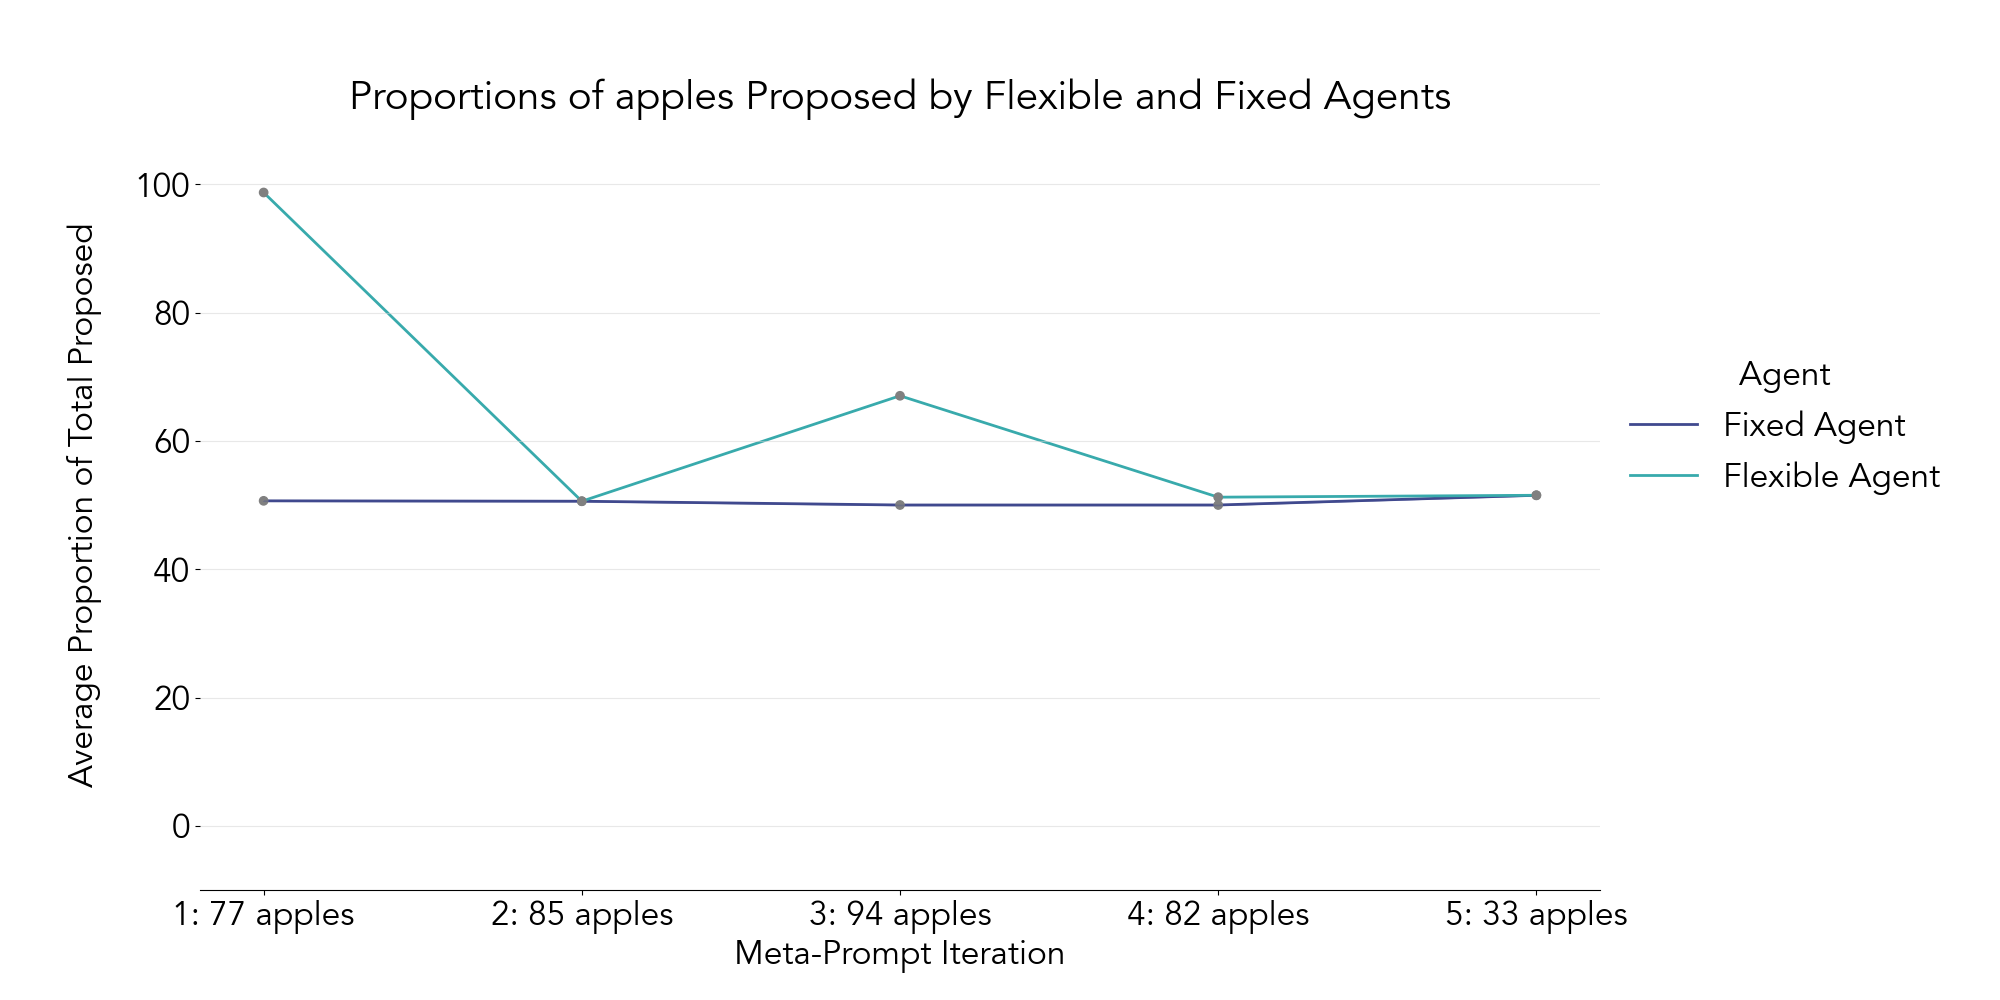 Proportions of apples Proposed by Flexible and Fixed Agents
Average Proportion of Total Proposed
100
80
60
40
20
0
1: 77 apples
2: 85 apples
3: 94 apples
4: 82 apples
5: 33 apples
Meta-Prompt Iteration
Agent
Fixed Agent
Flexible Agent